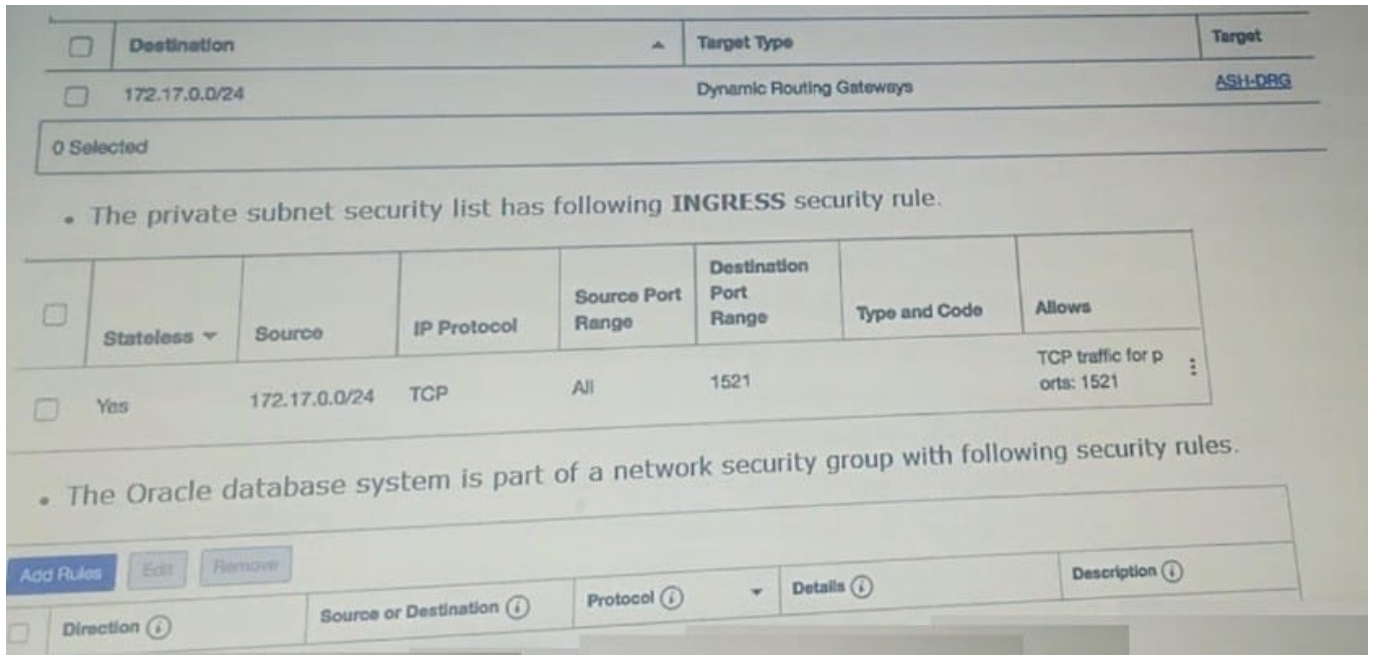 Destination Target Type Target
172.17.0.0/24 Dynamic Routing Gateways ASH-DRG
0 Selected
• The private subnet security list has following INGRESS security rule.
Stateless Source IP Protocol Source Port Range Destination Port Range Type and Code Allows
Yes 172.17.0.0/24 TCP All 1521 TCP traffic for p
orts: 1521
• The Oracle database system is part of a network security group with following security rules.
Add Rules Edit Remove
Direction Source or Destination Protocol Details Description